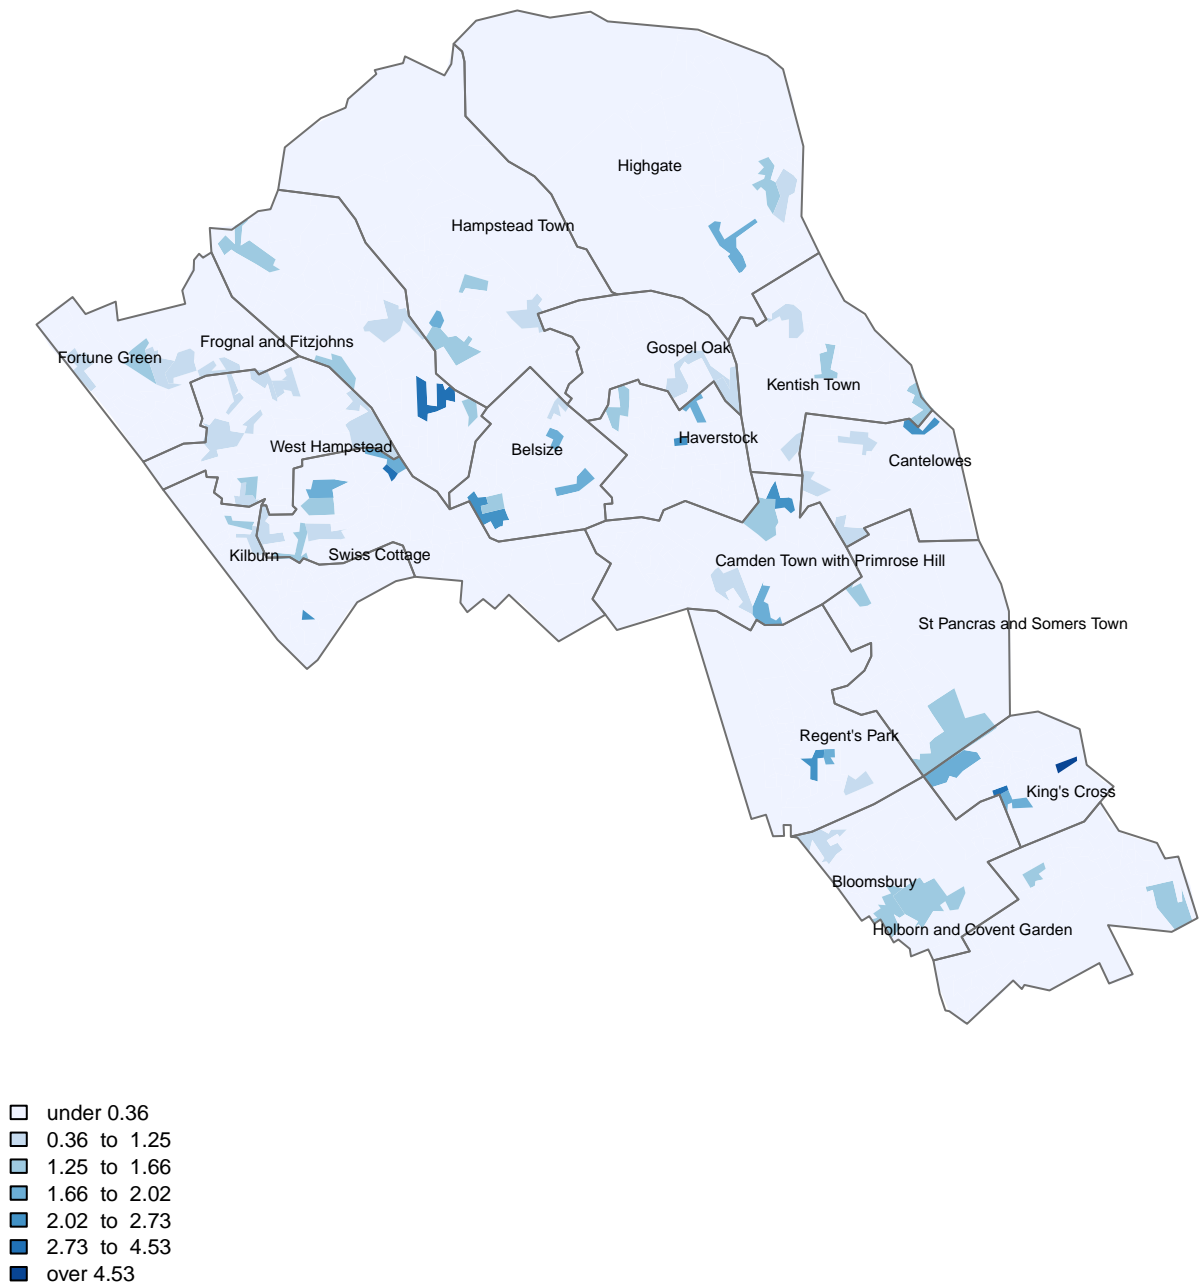 Highgate
Hampstead Town
Frognal and Fitzjohns
Gospel Oak
Fortune Green
Kentish Town
Haverstock
West Hampstead
Belsize
Cantelowes
Kilburn
Swiss Cottage
Camden Town with Primrose Hill
St Pancras and Somers Town
Regent's Park
King's Cross
Bloomsbury
Holborn and Covent Garden
under 0.36
0.36 to 1.25
1.25 to 1.66
1.66 to 2.02
2.02 to 2.73
2.73 to 4.53
over 4.53